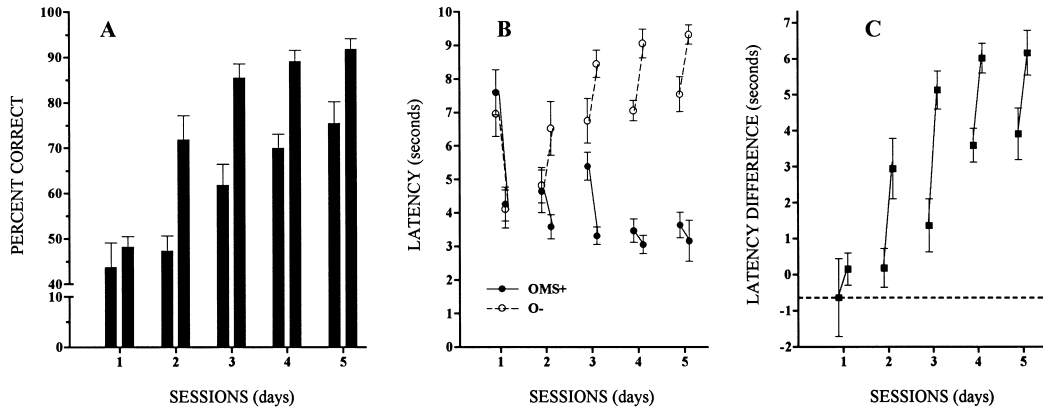 A
PERCENT CORRECT
100
90
80
70
60
50
40
10
0
1 2 3 4 5
SESSIONS (days)
B
LATENCY (seconds)
10
9
8
7
6
5
4
3
2
1
0
OMS+
O-
1 2 3 4 5
SESSIONS (days)
C
LATENCY DIFFERENCE (seconds)
7
6
5
4
3
2
1
0
-1
-2
1 2 3 4 5
SESSIONS (days)